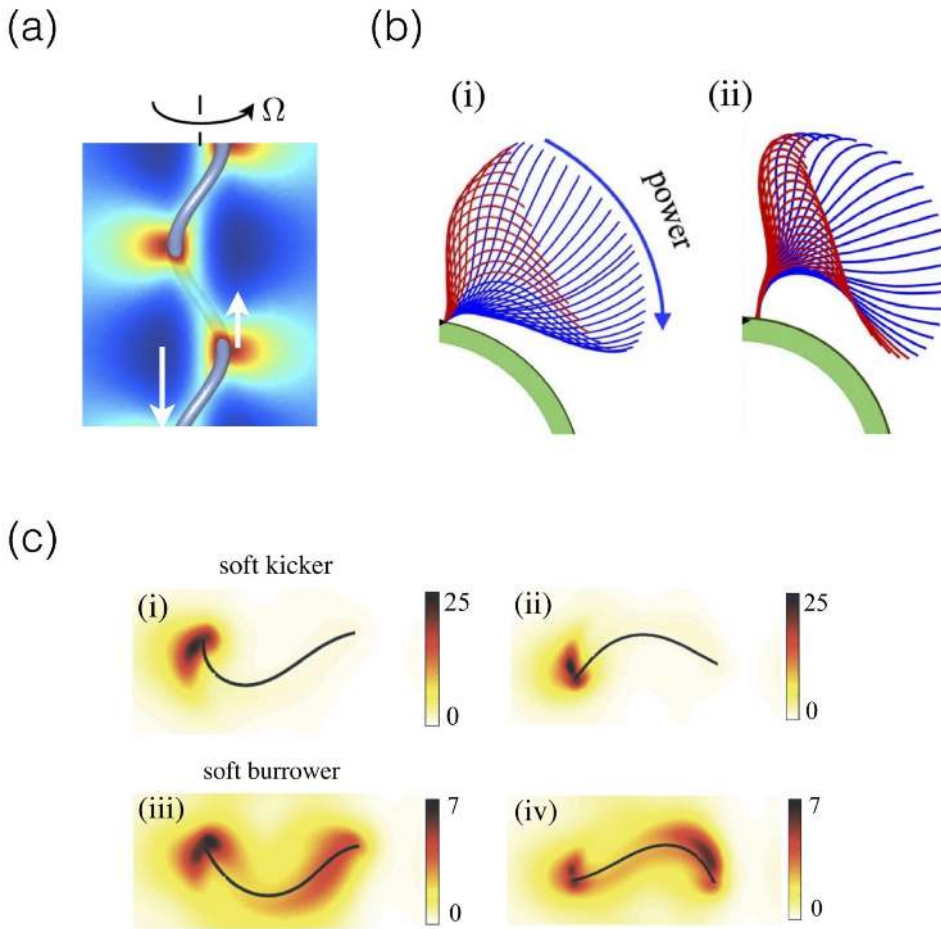 (a)
(b)
(i)
(ii)
Ω
power
(c)
soft kicker
(i)
25
0
(ii)
25
0
soft burrower
(iii)
7
0
(iv)
7
0